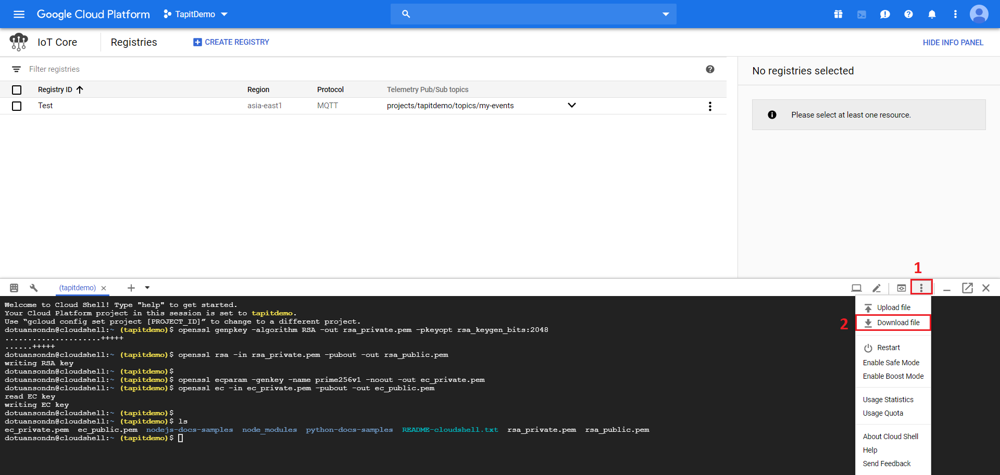 Google Cloud Platform
TapitDemo
IoT Core
Registries
CREATE REGISTRY
HIDE INFO PANEL
Filter registries
No registries selected
Registry ID
Region
Protocol
Telemetry Pub/Sub topics
Test
asia-east1
MQTT
projects/tapitdemo/topics/my-events
Please select at least one resource.
1
(tapitdemo)
Welcome to Cloud Shell! Type "help" to get started.
Your Cloud Platform project in this session is set to tapitdemo.
Use “gcloud config set project [PROJECT_ID]” to change to a different project.
dotuansondn@cloudshell:~ (tapitdemo)$ openssl genpkey -algorithm RSA -out rsa_private.pem -pkeyopt rsa_keygen_bits:2048
.....................+++++
......+++++
dotuansondn@cloudshell:~ (tapitdemo)$ openssl rsa -in rsa_private.pem -pubout -out rsa_public.pem
writing RSA key
dotuansondn@cloudshell:~ (tapitdemo)$
dotuansondn@cloudshell:~ (tapitdemo)$ openssl ecparam -genkey -name prime256v1 -noout -out ec_private.pem
dotuansondn@cloudshell:~ (tapitdemo)$ openssl ec -in ec_private.pem -pubout -out ec_public.pem
read EC key
writing EC key
dotuansondn@cloudshell:~ (tapitdemo)$
dotuansondn@cloudshell:~ (tapitdemo)$ ls
ec_private.pem ec_public.pem nodejs-docs-samples node_modules python-docs-samples README-cloudshell.txt rsa_private.pem rsa_public.pem
dotuansondn@cloudshell:~ (tapitdemo)$
Upload file
2
Download file
Restart
Enable Safe Mode
Enable Boost Mode
Usage Statistics
Usage Quota
About Cloud Shell
Help
Send Feedback